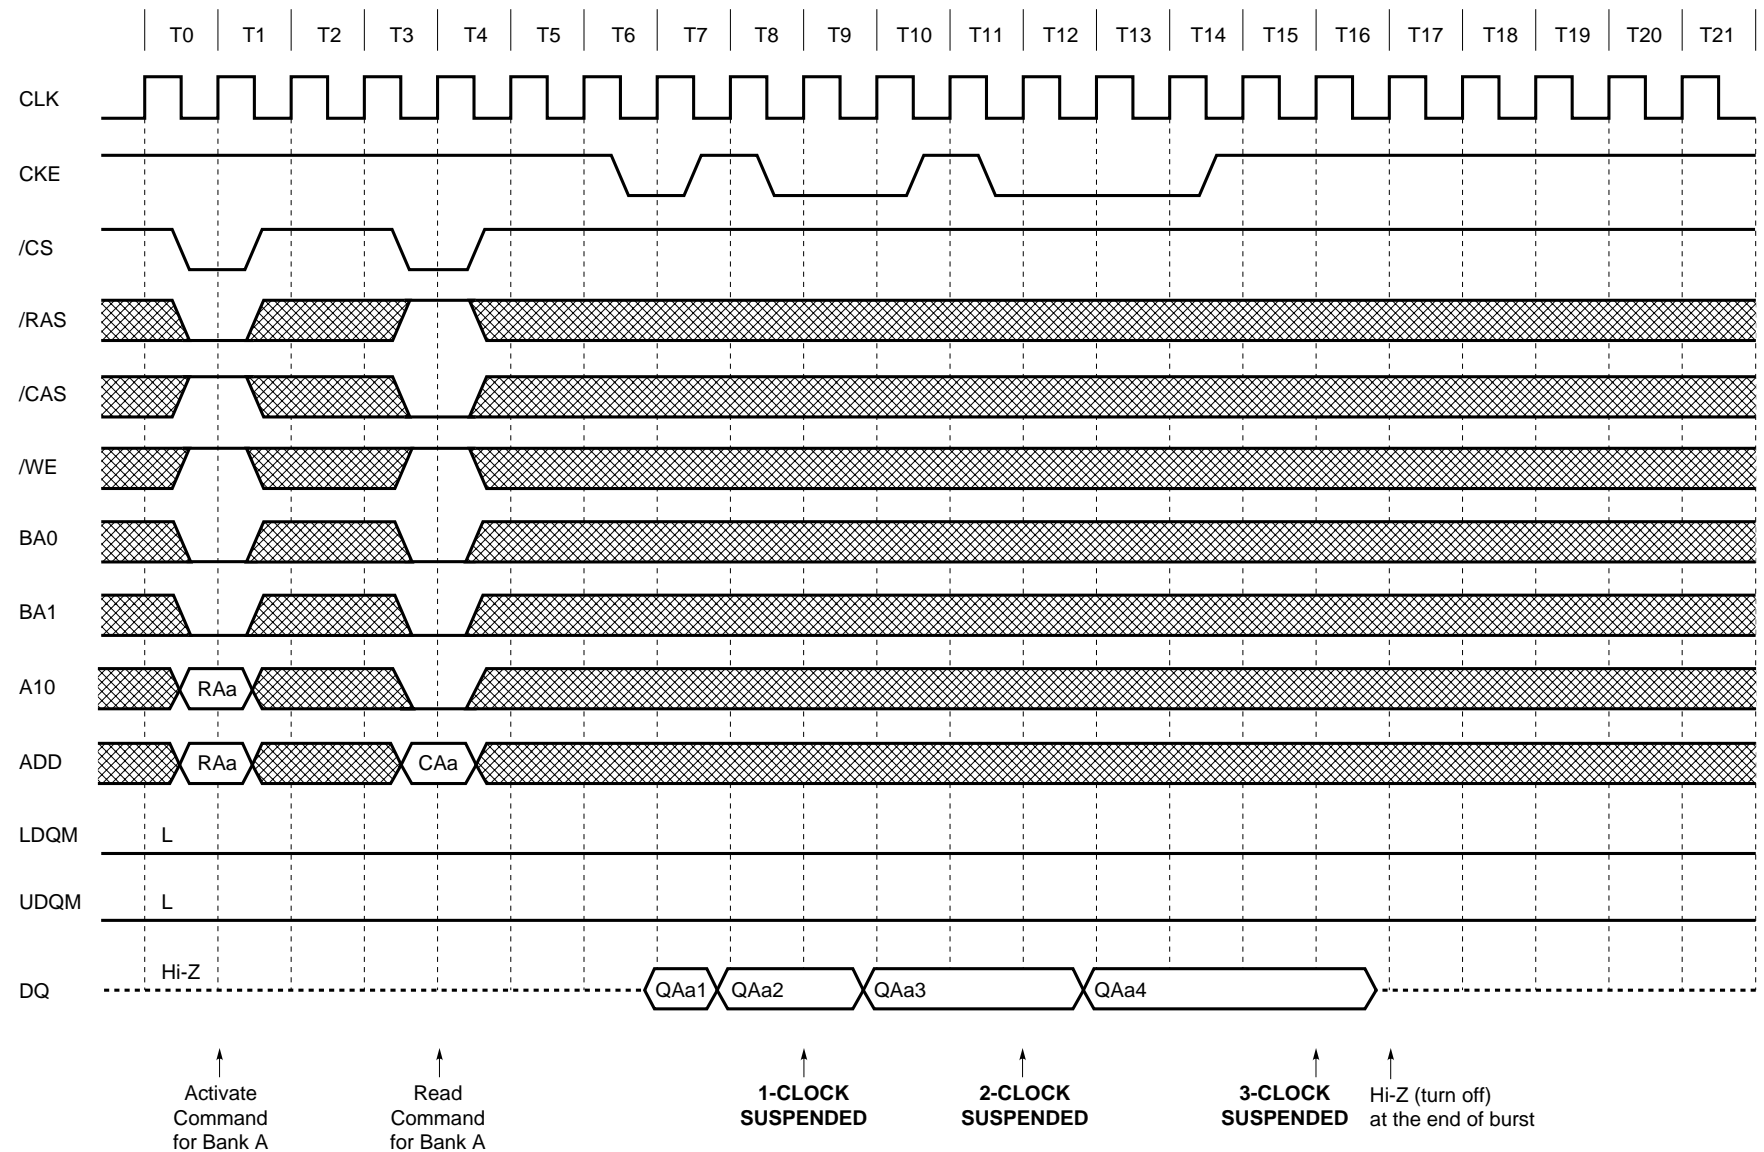 T0 T1 T2 T3 T4 T5 T6 T7 T8 T9 T10 T11 T12 T13 T14 T15 T16 T17 T18 T19 T20 T21
CLK
CKE
/CS
/RAS
/CAS
/WE
BA0
BA1
A10 RAa
ADD RAa CAa
LDQM L
UDQM L
DQ Hi-Z QAa1 QAa2 QAa3 QAa4
Activate
Command
for Bank A
Read
Command
for Bank A
1-CLOCK
SUSPENDED
2-CLOCK
SUSPENDED
3-CLOCK
SUSPENDED
Hi-Z (turn off)
at the end of burst